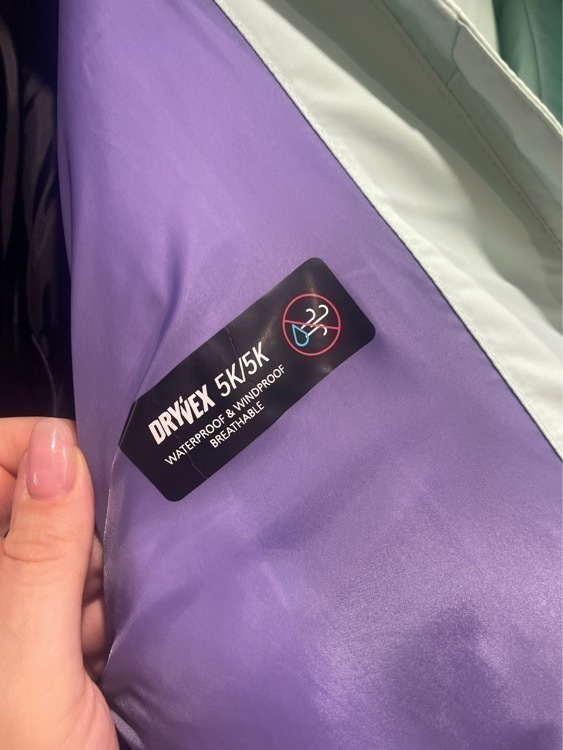 DRYVEX 5K/5K
WATERPROOF & WINDPROOF
BREATHABLE